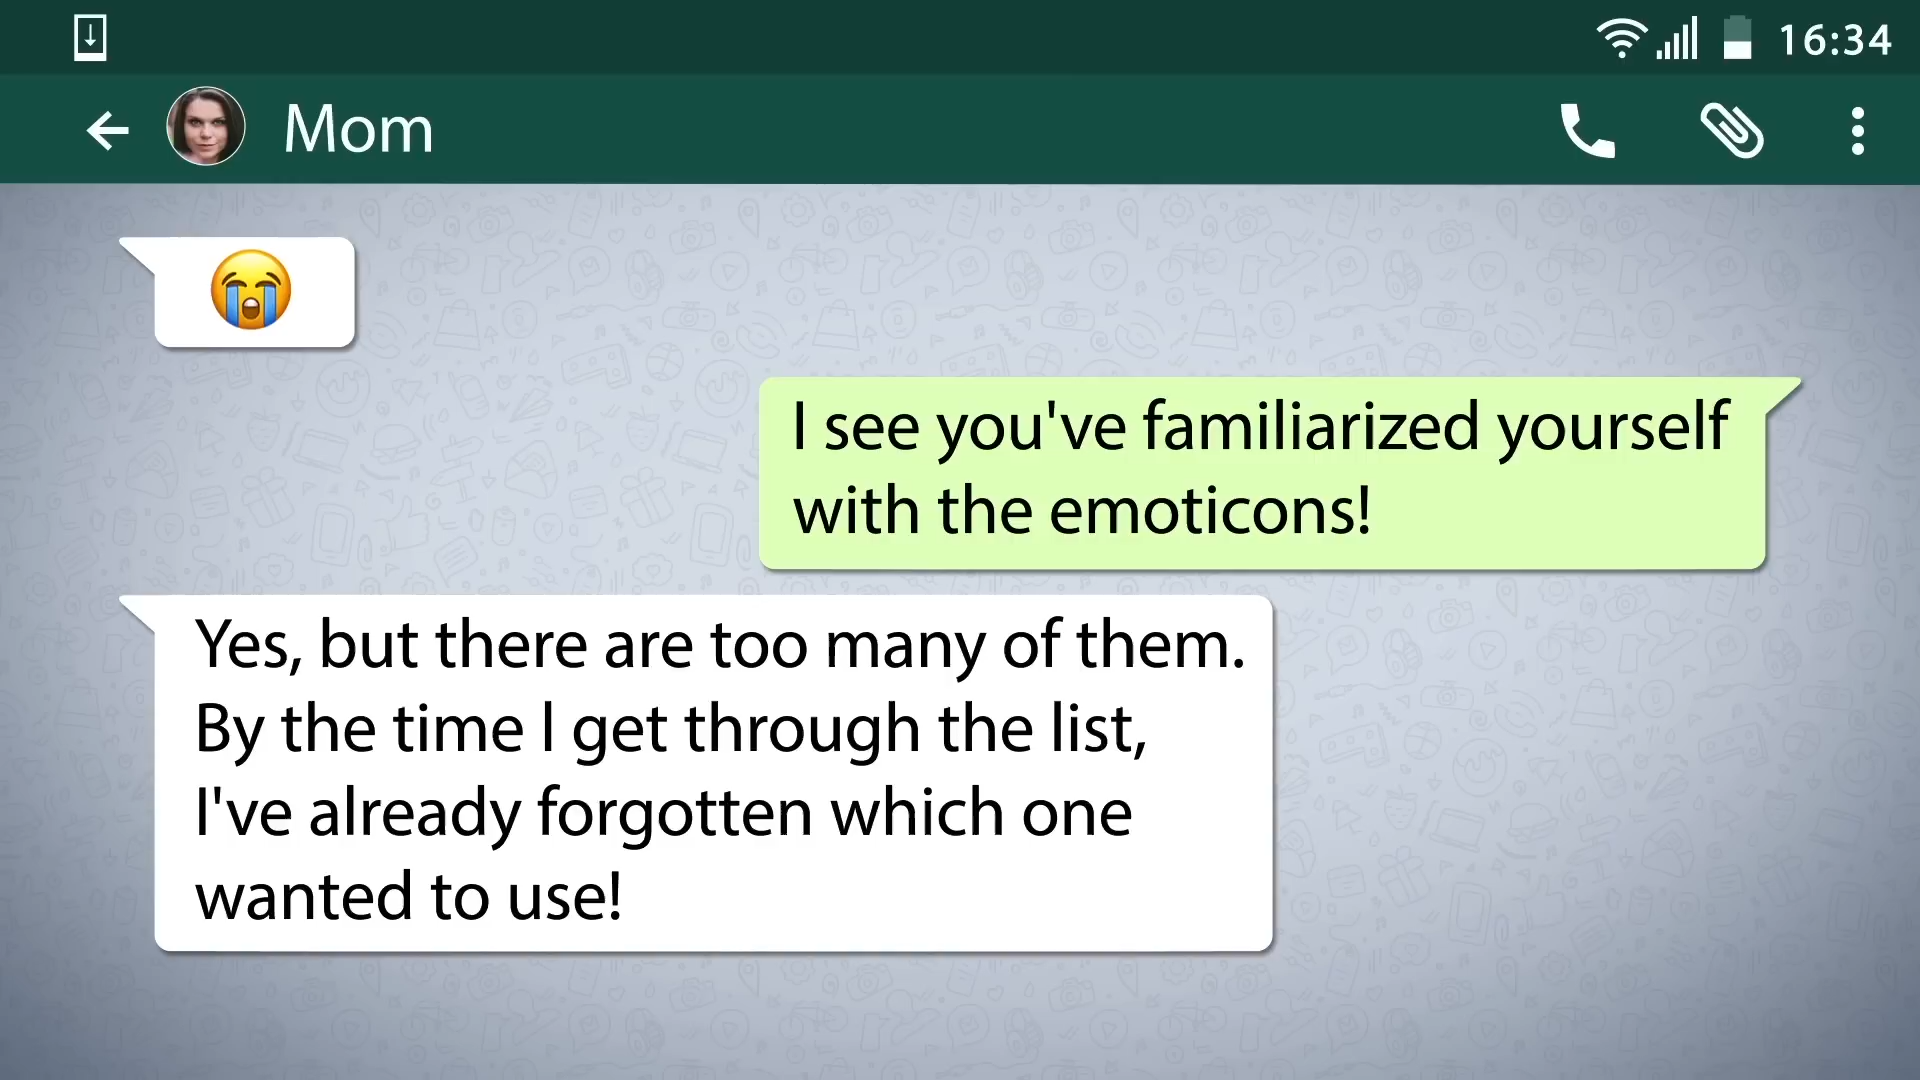 16:34
Mom
😭
I see you've familiarized yourself
with the emoticons!
Yes, but there are too many of them.
By the time I get through the list,
I've already forgotten which one
wanted to use!